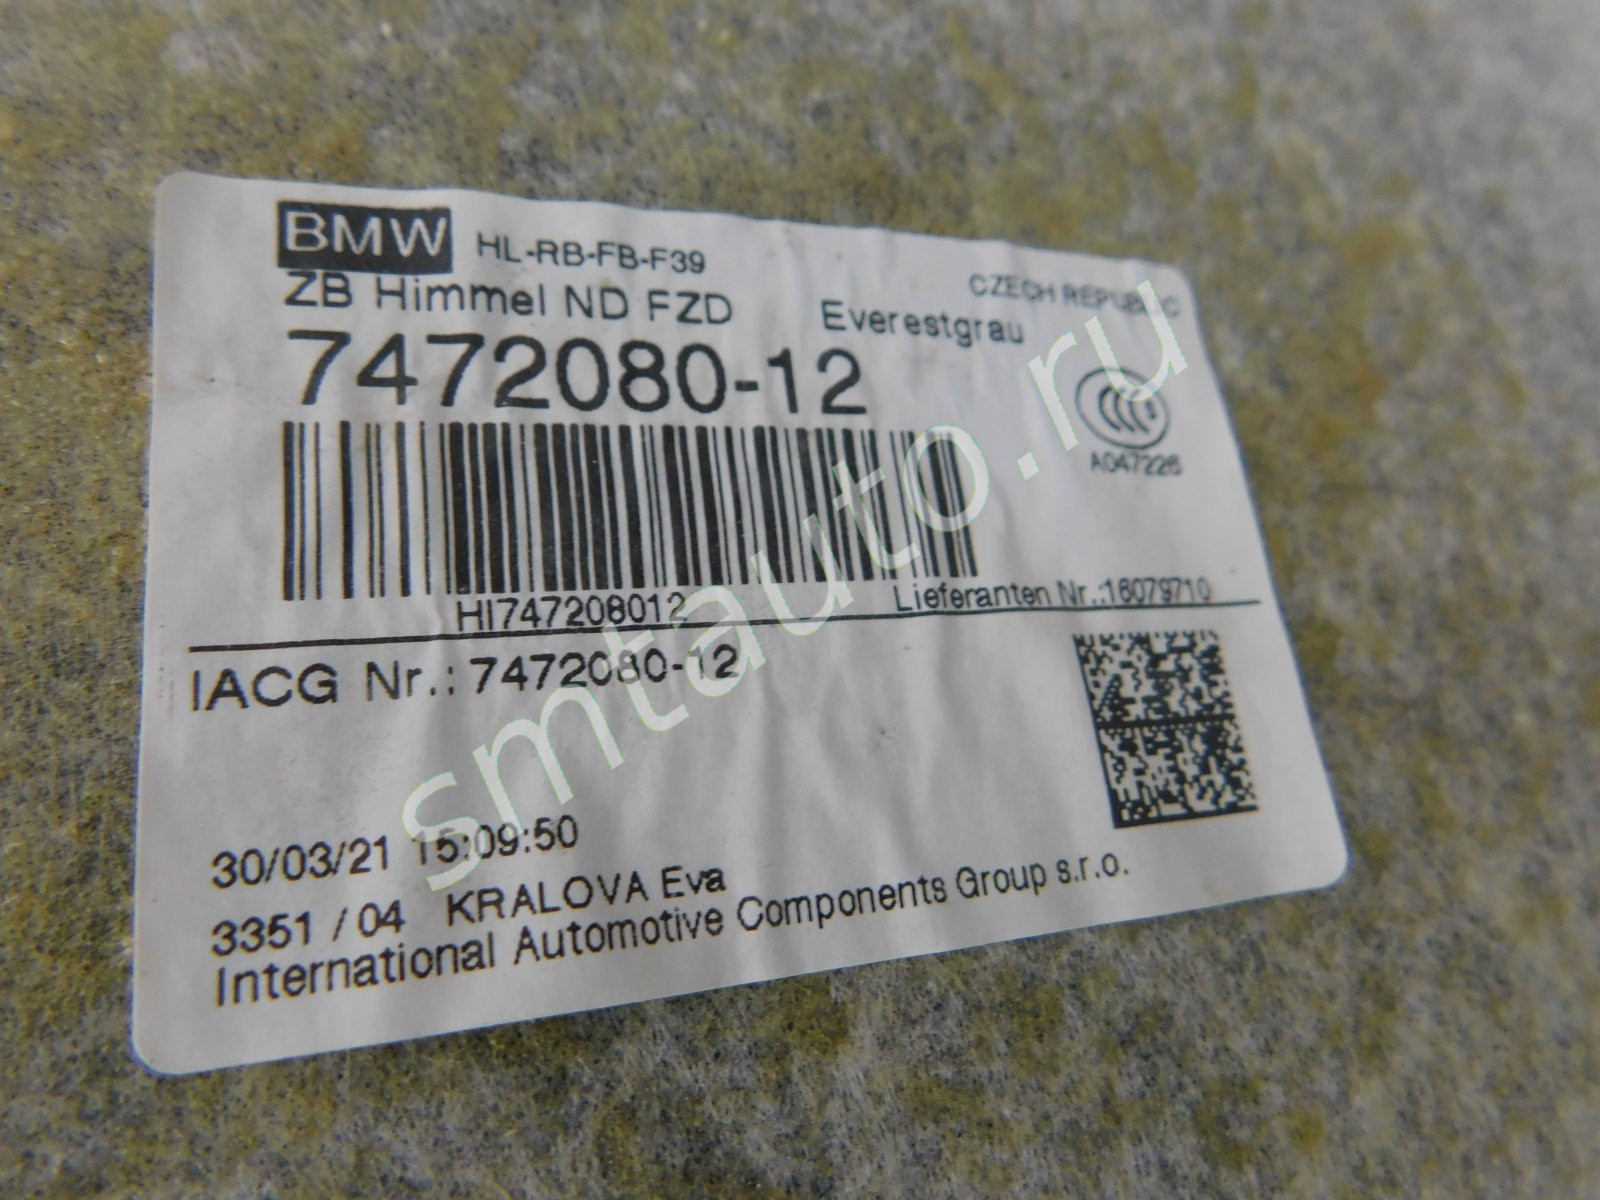 BMW HL-RB-FB-F39
CZECH REPUBLIC
ZB Himmel ND FZD Everestgrau
7472080-12
A047226
HI747208012
Lieferanten Nr.:16079710
IACG Nr.: 7472080-12
30/03/21 15:09:50
3351 / 04 KRALOVA Eva
International Automotive Components Group s.r.o.
smtauto.ru